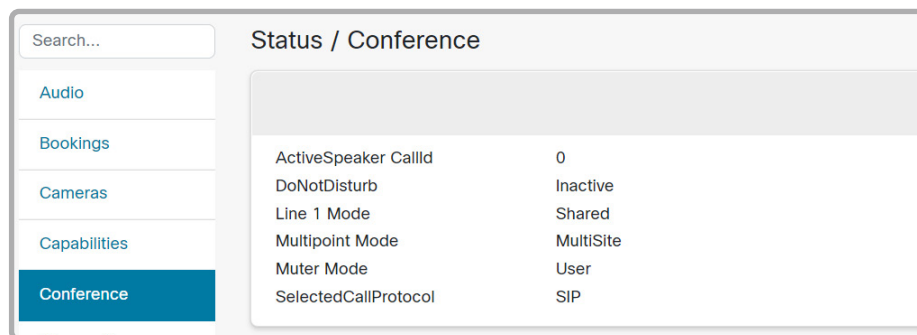 Search...
Status / Conference
Audio
Bookings
Cameras
Capabilities
Conference
ActiveSpeaker CallId 0
DoNotDisturb Inactive
Line 1 Mode Shared
Multipoint Mode MultiSite
Muter Mode User
SelectedCallProtocol SIP